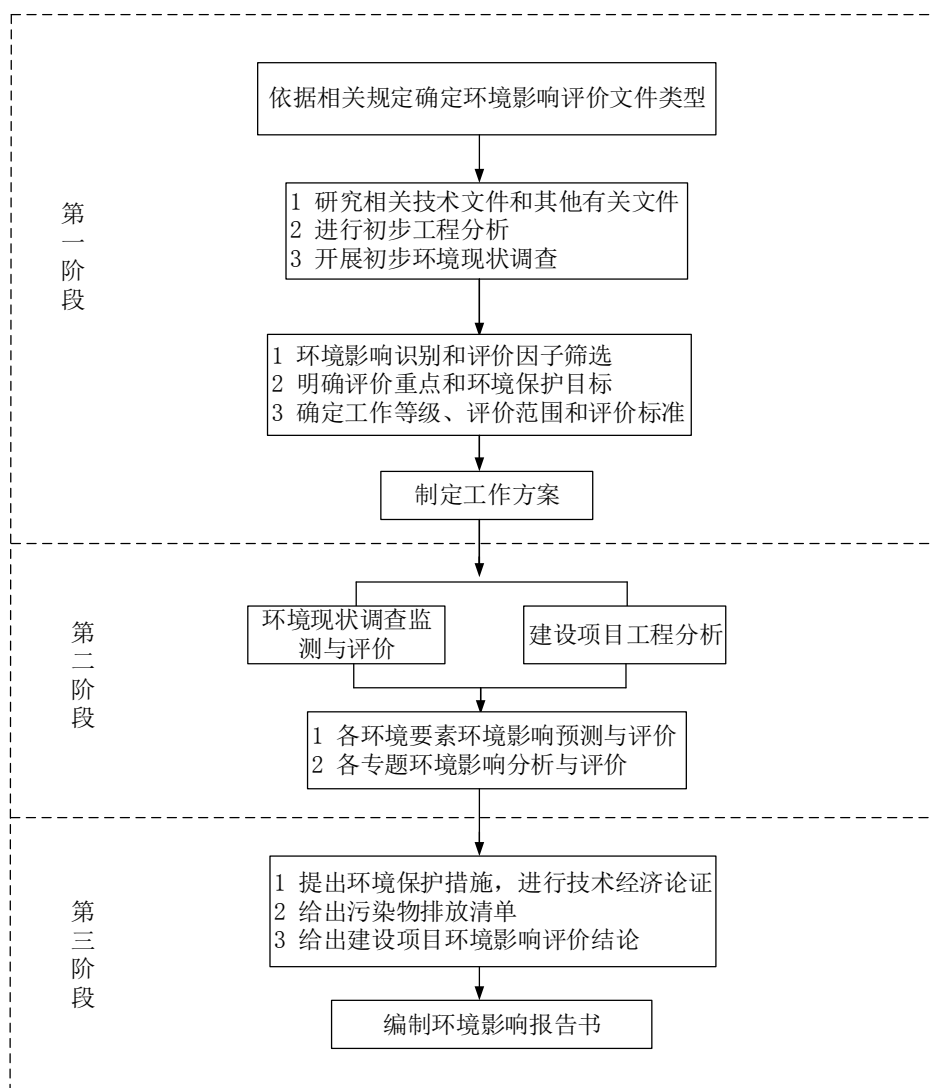 依据相关规定确定环境影响评价文件类型
第一阶段
1 研究相关技术文件和其他有关文件
2 进行初步工程分析
3 开展初步环境现状调查
1 环境影响识别和评价因子筛选
2 明确评价重点和环境保护目标
3 确定工作等级、评价范围和评价标准
制定工作方案
第二阶段
环境现状调查监
测与评价
建设项目工程分析
1 各环境要素环境影响预测与评价
2 各专题环境影响分析与评价
第三阶段
1 提出环境保护措施，进行技术经济论证
2 给出污染物排放清单
3 给出建设项目环境影响评价结论
编制环境影响报告书